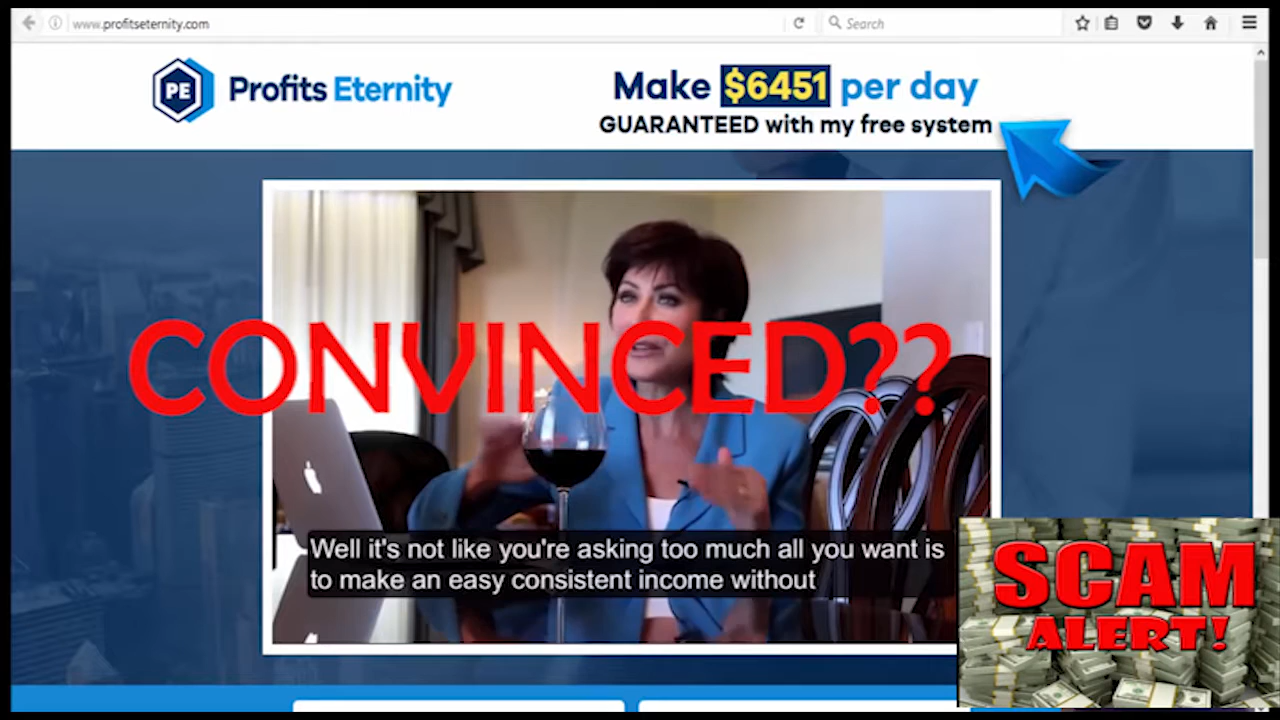 www.profitseternity.com
Search
PE
Profits Eternity
Make $6451 per day
GUARANTEED with my free system
CONVINCED??
Well it's not like you're asking too much all you want is
to make an easy consistent income without
SCAM
ALERT!